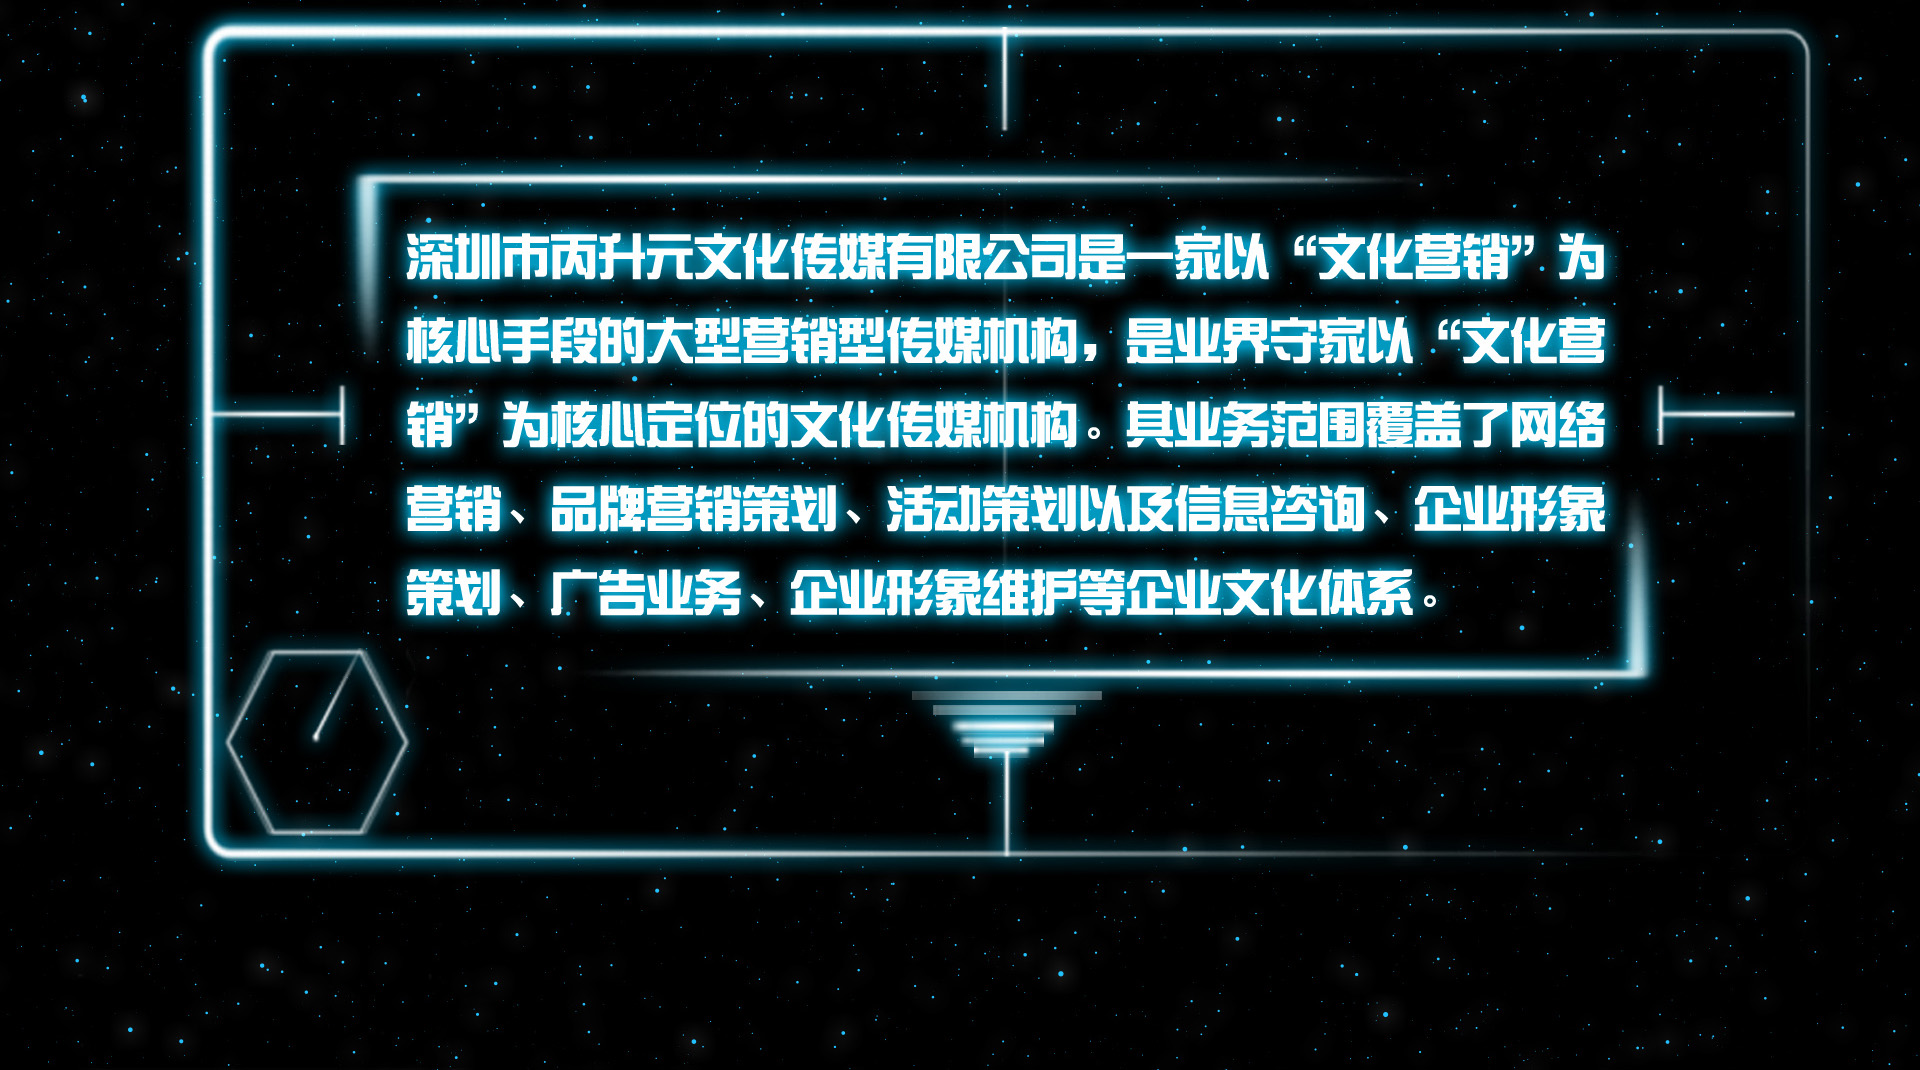 深圳市丙升元文化传媒有限公司是一家以“文化营销”为
核心手段的大型营销型传媒机构，是业界守家以“文化营
销”为核心定位的文化传媒机构。其业务范围覆盖了网络
营销、品牌营销策划、活动策划以及信息咨询、企业形象
策划、广告业务、企业形象维护等企业文化体系。